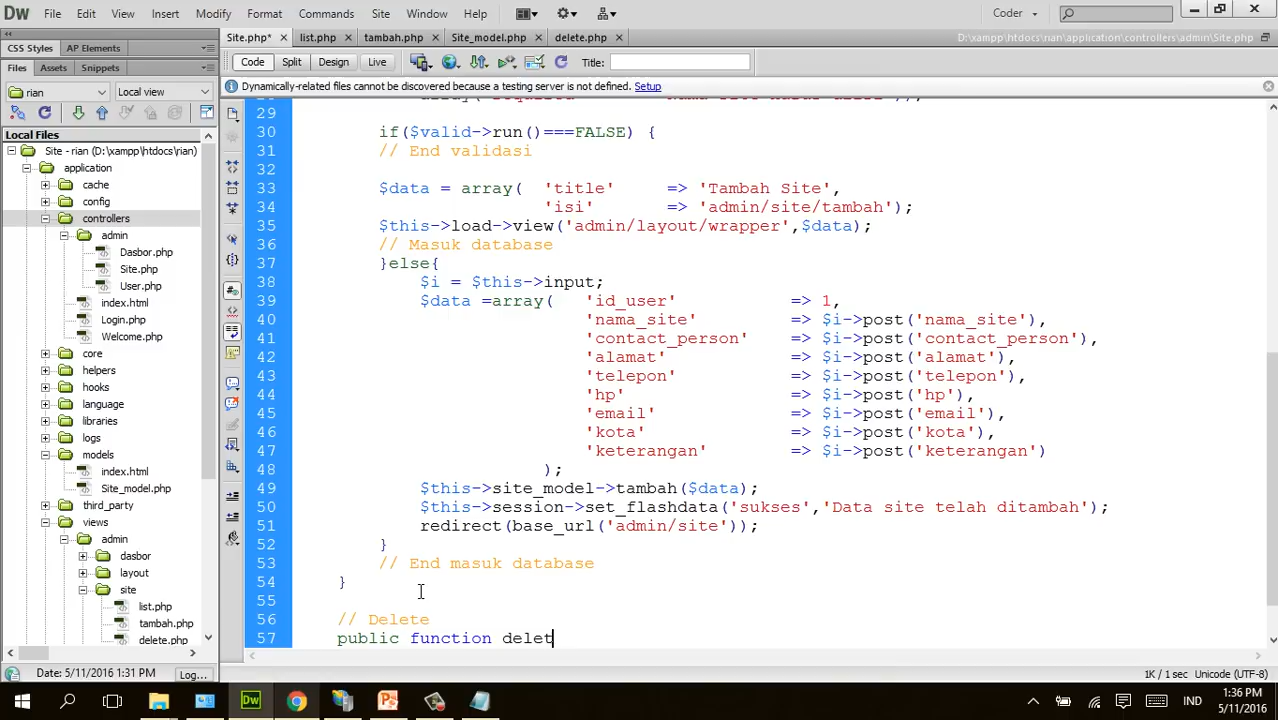 Dw File Edit View Insert Modify Format Commands Site Window Help Coder
CSS Styles AP Elements
Site.php* × list.php × tambah.php × Site_model.php × delete.php × D:\xampp\htdocs\rian\application\controllers\admin\Site.php
Files Assets Snippets
Code Split Design Live Title:
rian Local view
Dynamically-related files cannot be discovered because a testing server is not defined. Setup
Local Files
Site - rian (D:\xampp\htdocs\rian)
application
cache
config
controllers
admin
Dasbor.php
Site.php
User.php
index.html
Login.php
Welcome.php
core
helpers
hooks
language
libraries
logs
models
index.html
Site_model.php
third_party
views
admin
dasbor
layout
site
list.php
tambah.php
delete.php
29
30 if($valid->run()===FALSE) {
31 // End validasi
32
33 $data = array( 'title' => 'Tambah Site',
34 'isi' => 'admin/site/tambah');
35 $this->load->view('admin/layout/wrapper',$data);
36 // Masuk database
37 }else{
38 $i = $this->input;
39 $data =array( 'id_user' => 1,
40 'nama_site' => $i->post('nama_site'),
41 'contact_person' => $i->post('contact_person'),
42 'alamat' => $i->post('alamat'),
43 'telepon' => $i->post('telepon'),
44 'hp' => $i->post('hp'),
45 'email' => $i->post('email'),
46 'kota' => $i->post('kota'),
47 'keterangan' => $i->post('keterangan')
48 );
49 $this->site_model->tambah($data);
50 $this->session->set_flashdata('sukses','Data site telah ditambah');
51 redirect(base_url('admin/site'));
52 }
53 // End masuk database
54 }
55
56 // Delete
57 public function delet
Date: 5/11/2016 1:31 PM Log...
1K / 1 sec Unicode (UTF-8)
Dw IND 1:36 PM
5/11/2016